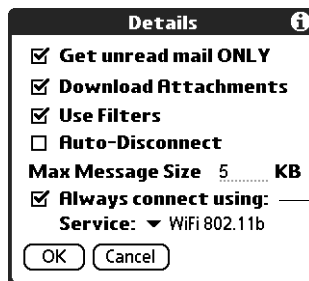 Details
Get unread mail ONLY
Download Attachments
Use Filters
Auto-Disconnect
Max Message Size 5 KB
Always connect using:
Service: WiFi 802.11b
OK Cancel